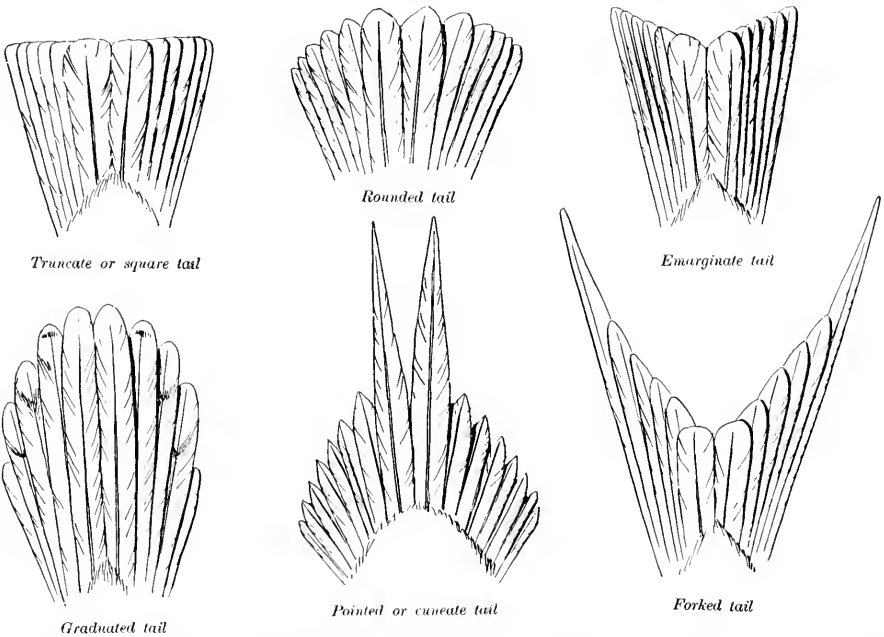 Truncate or square tail
Rounded tail
Emarginate tail
Graduated tail
Pointed or cuneate tail
Forked tail